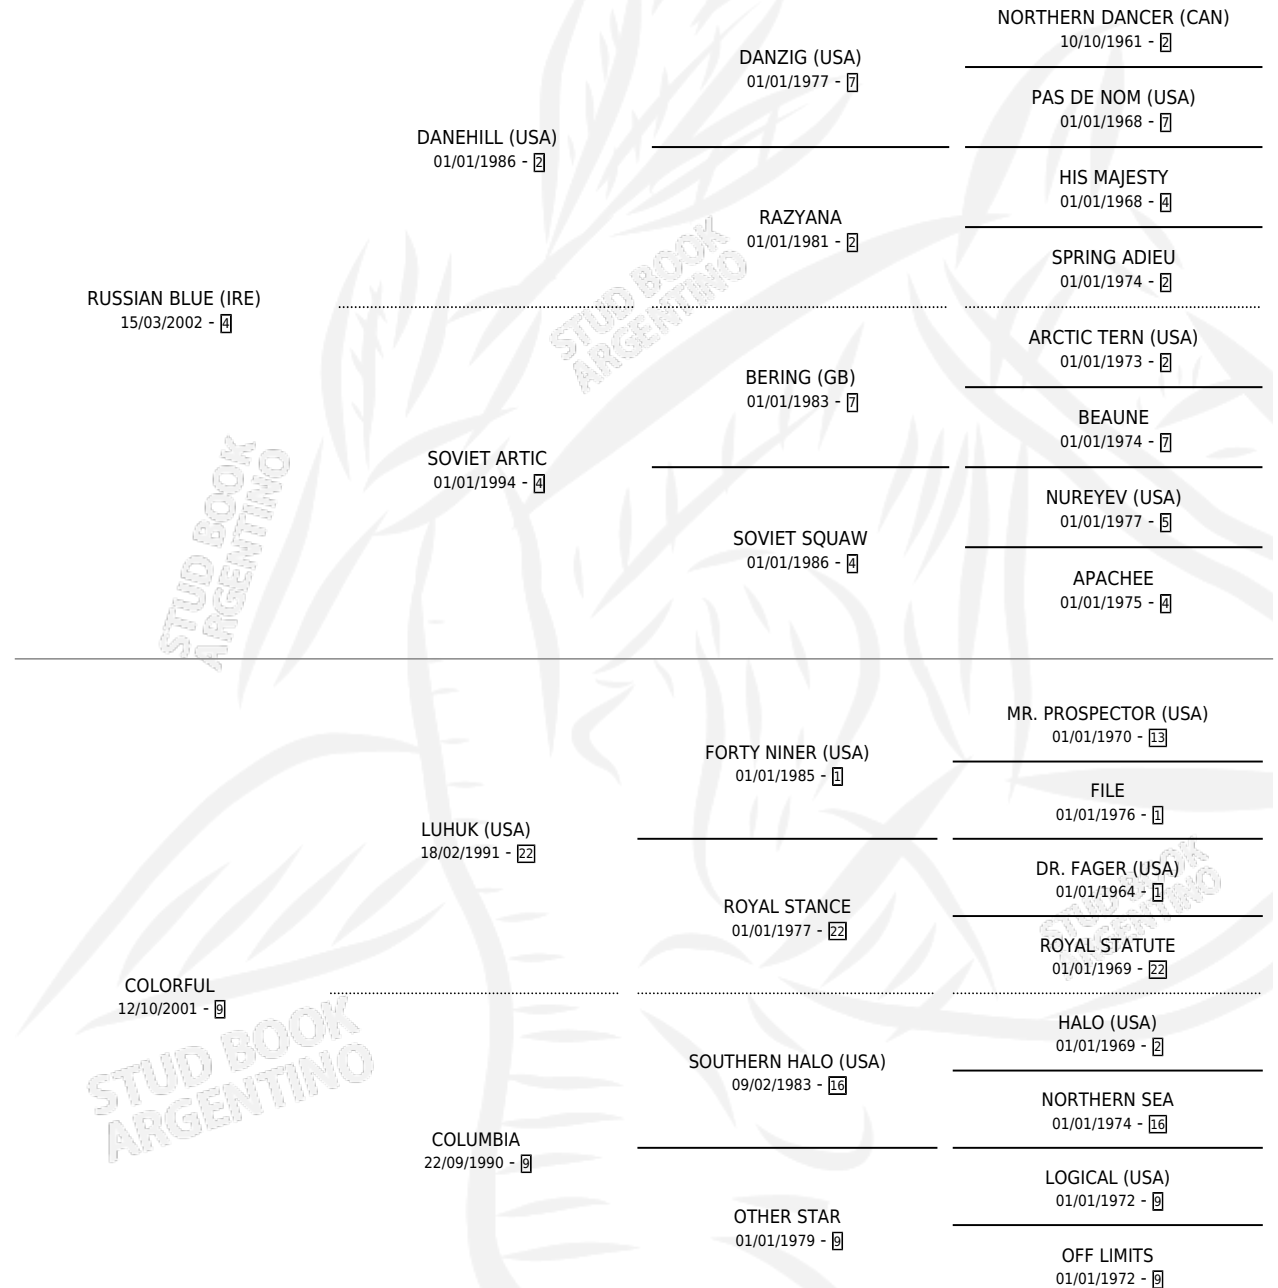 NORTHERN DANCER (CAN)
10/10/1961 - 2
DANZIG (USA)
01/01/1977 - 7
PAS DE NOM (USA)
01/01/1968 - 7
DANEHILL (USA)
01/01/1986 - 2
HIS MAJESTY
01/01/1968 - 4
RAZYANA
01/01/1981 - 2
SPRING ADIEU
01/01/1974 - 2
RUSSIAN BLUE (IRE)
15/03/2002 - 4
STUD BOOK
ARGENTINO
ARCTIC TERN (USA)
01/01/1973 - 2
BERING (GB)
01/01/1983 - 7
BEAUNE
01/01/1974 - 7
SOVIET ARTIC
01/01/1994 - 4
NUREYEV (USA)
01/01/1977 - 5
SOVIET SQUAW
01/01/1986 - 4
APACHEE
01/01/1975 - 4
STUD BOOK
ARGENTINO
MR. PROSPECTOR (USA)
01/01/1970 - 13
FORTY NINER (USA)
01/01/1985 - 1
FILE
01/01/1976 - 1
LUHUK (USA)
18/02/1991 - 22
DR. FAGER (USA)
01/01/1964 - 1
ROYAL STANCE
01/01/1977 - 22
STUD BOOK
ARGENTINO
ROYAL STATUTE
01/01/1969 - 22
COLORFUL
12/10/2001 - 9
HALO (USA)
01/01/1969 - 2
SOUTHERN HALO (USA)
09/02/1983 - 16
STUD BOOK
ARGENTINO
NORTHERN SEA
01/01/1974 - 16
COLUMBIA
22/09/1990 - 9
LOGICAL (USA)
01/01/1972 - 9
OTHER STAR
01/01/1979 - 9
OFF LIMITS
01/01/1972 - 9